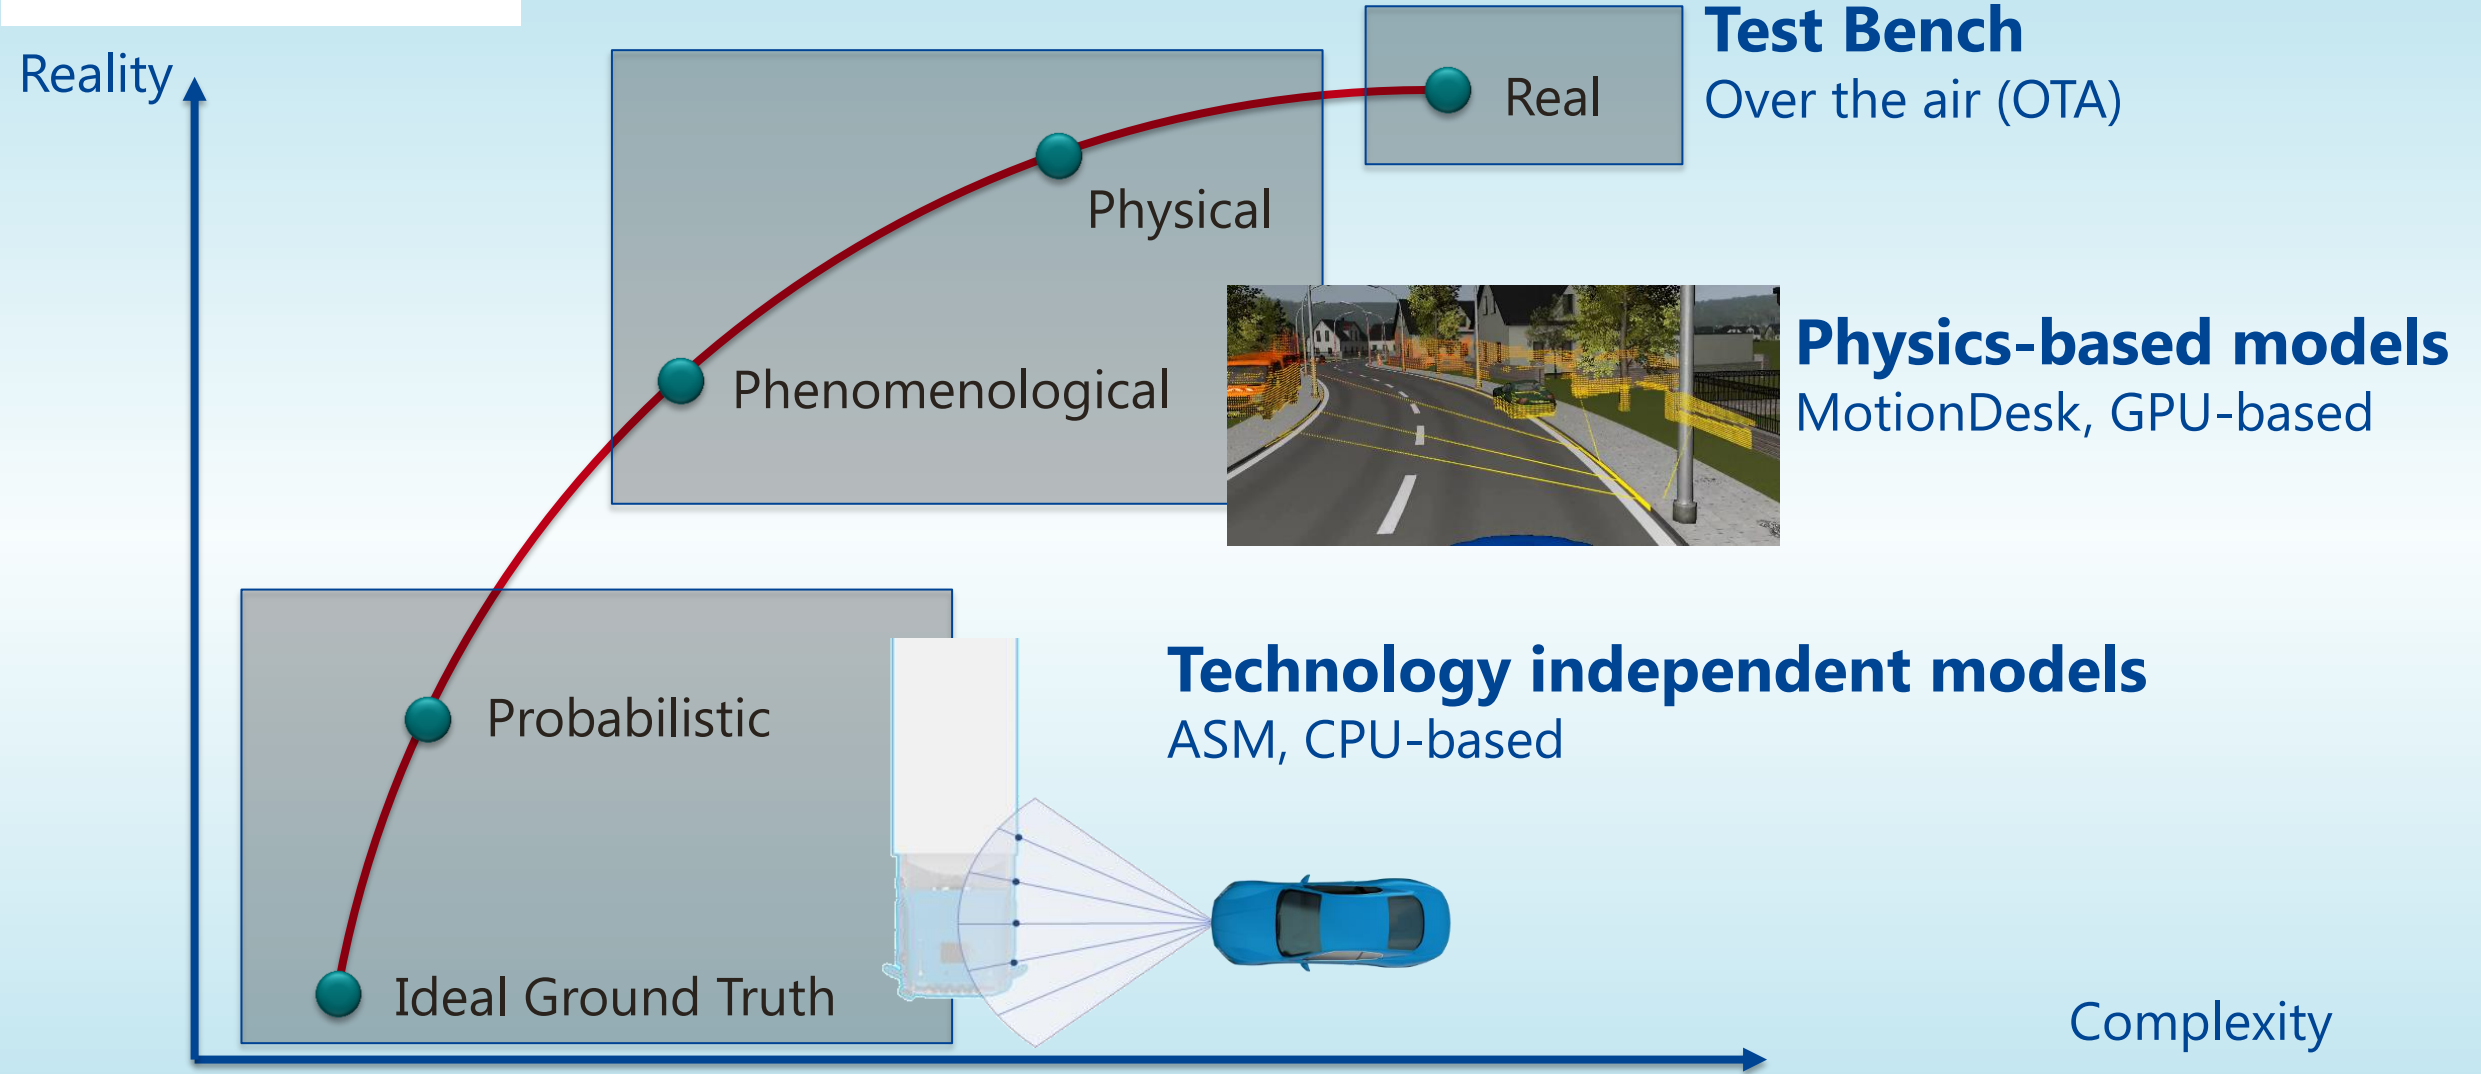 Test Bench
Reality
Real
Over the air (OTA)
Physical
Physics-based models
Phenomenological
MotionDesk, GPU-based
Technology independent models
Probabilistic
ASM, CPU-based
Ideal Ground Truth
Complexity